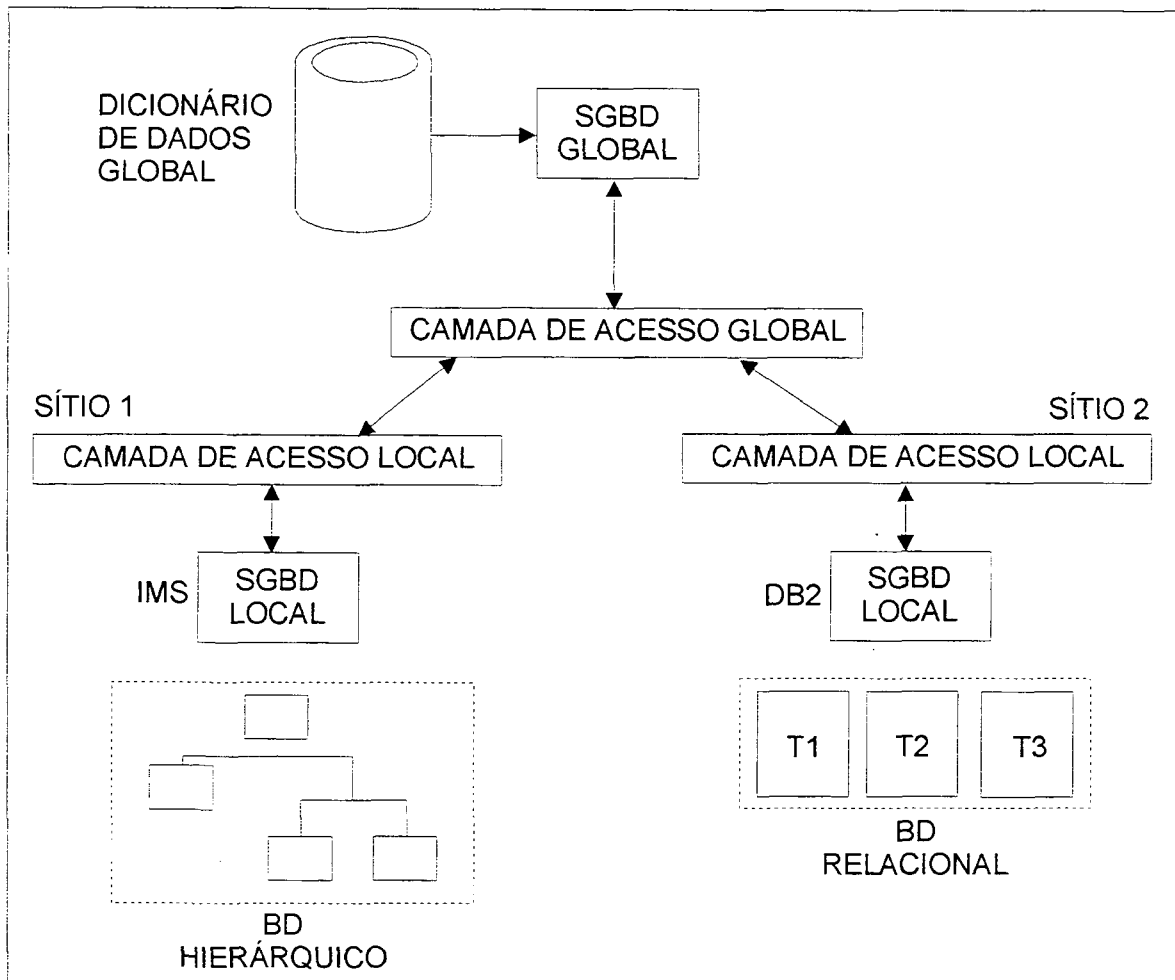 DICIONÁRIO
DE DADOS
GLOBAL
SGBD
GLOBAL
CAMADA DE ACESSO GLOBAL
SÍTIO 1
CAMADA DE ACESSO LOCAL
SÍTIO 2
CAMADA DE ACESSO LOCAL
IMS
SGBD
LOCAL
DB2
SGBD
LOCAL
T1
T2
T3
BD
HIERÁRQUICO
BD
RELACIONAL